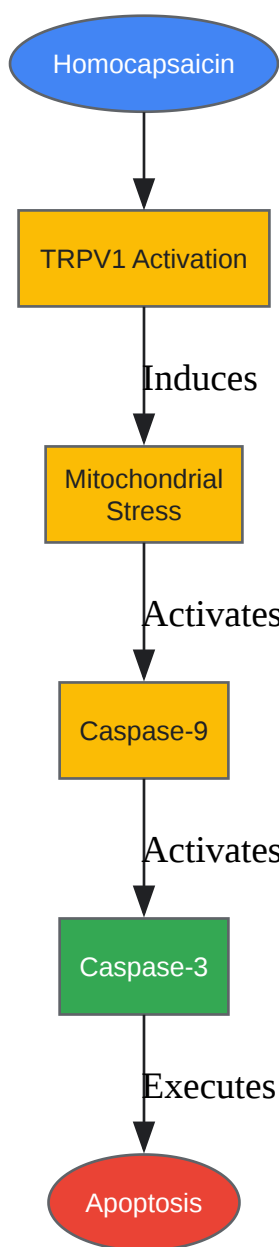 Homocapsaicin
TRPV1 Activation
Induces
Mitochondrial
Stress
Activates
Caspase-9
Activates
Caspase-3
Executes
Apoptosis